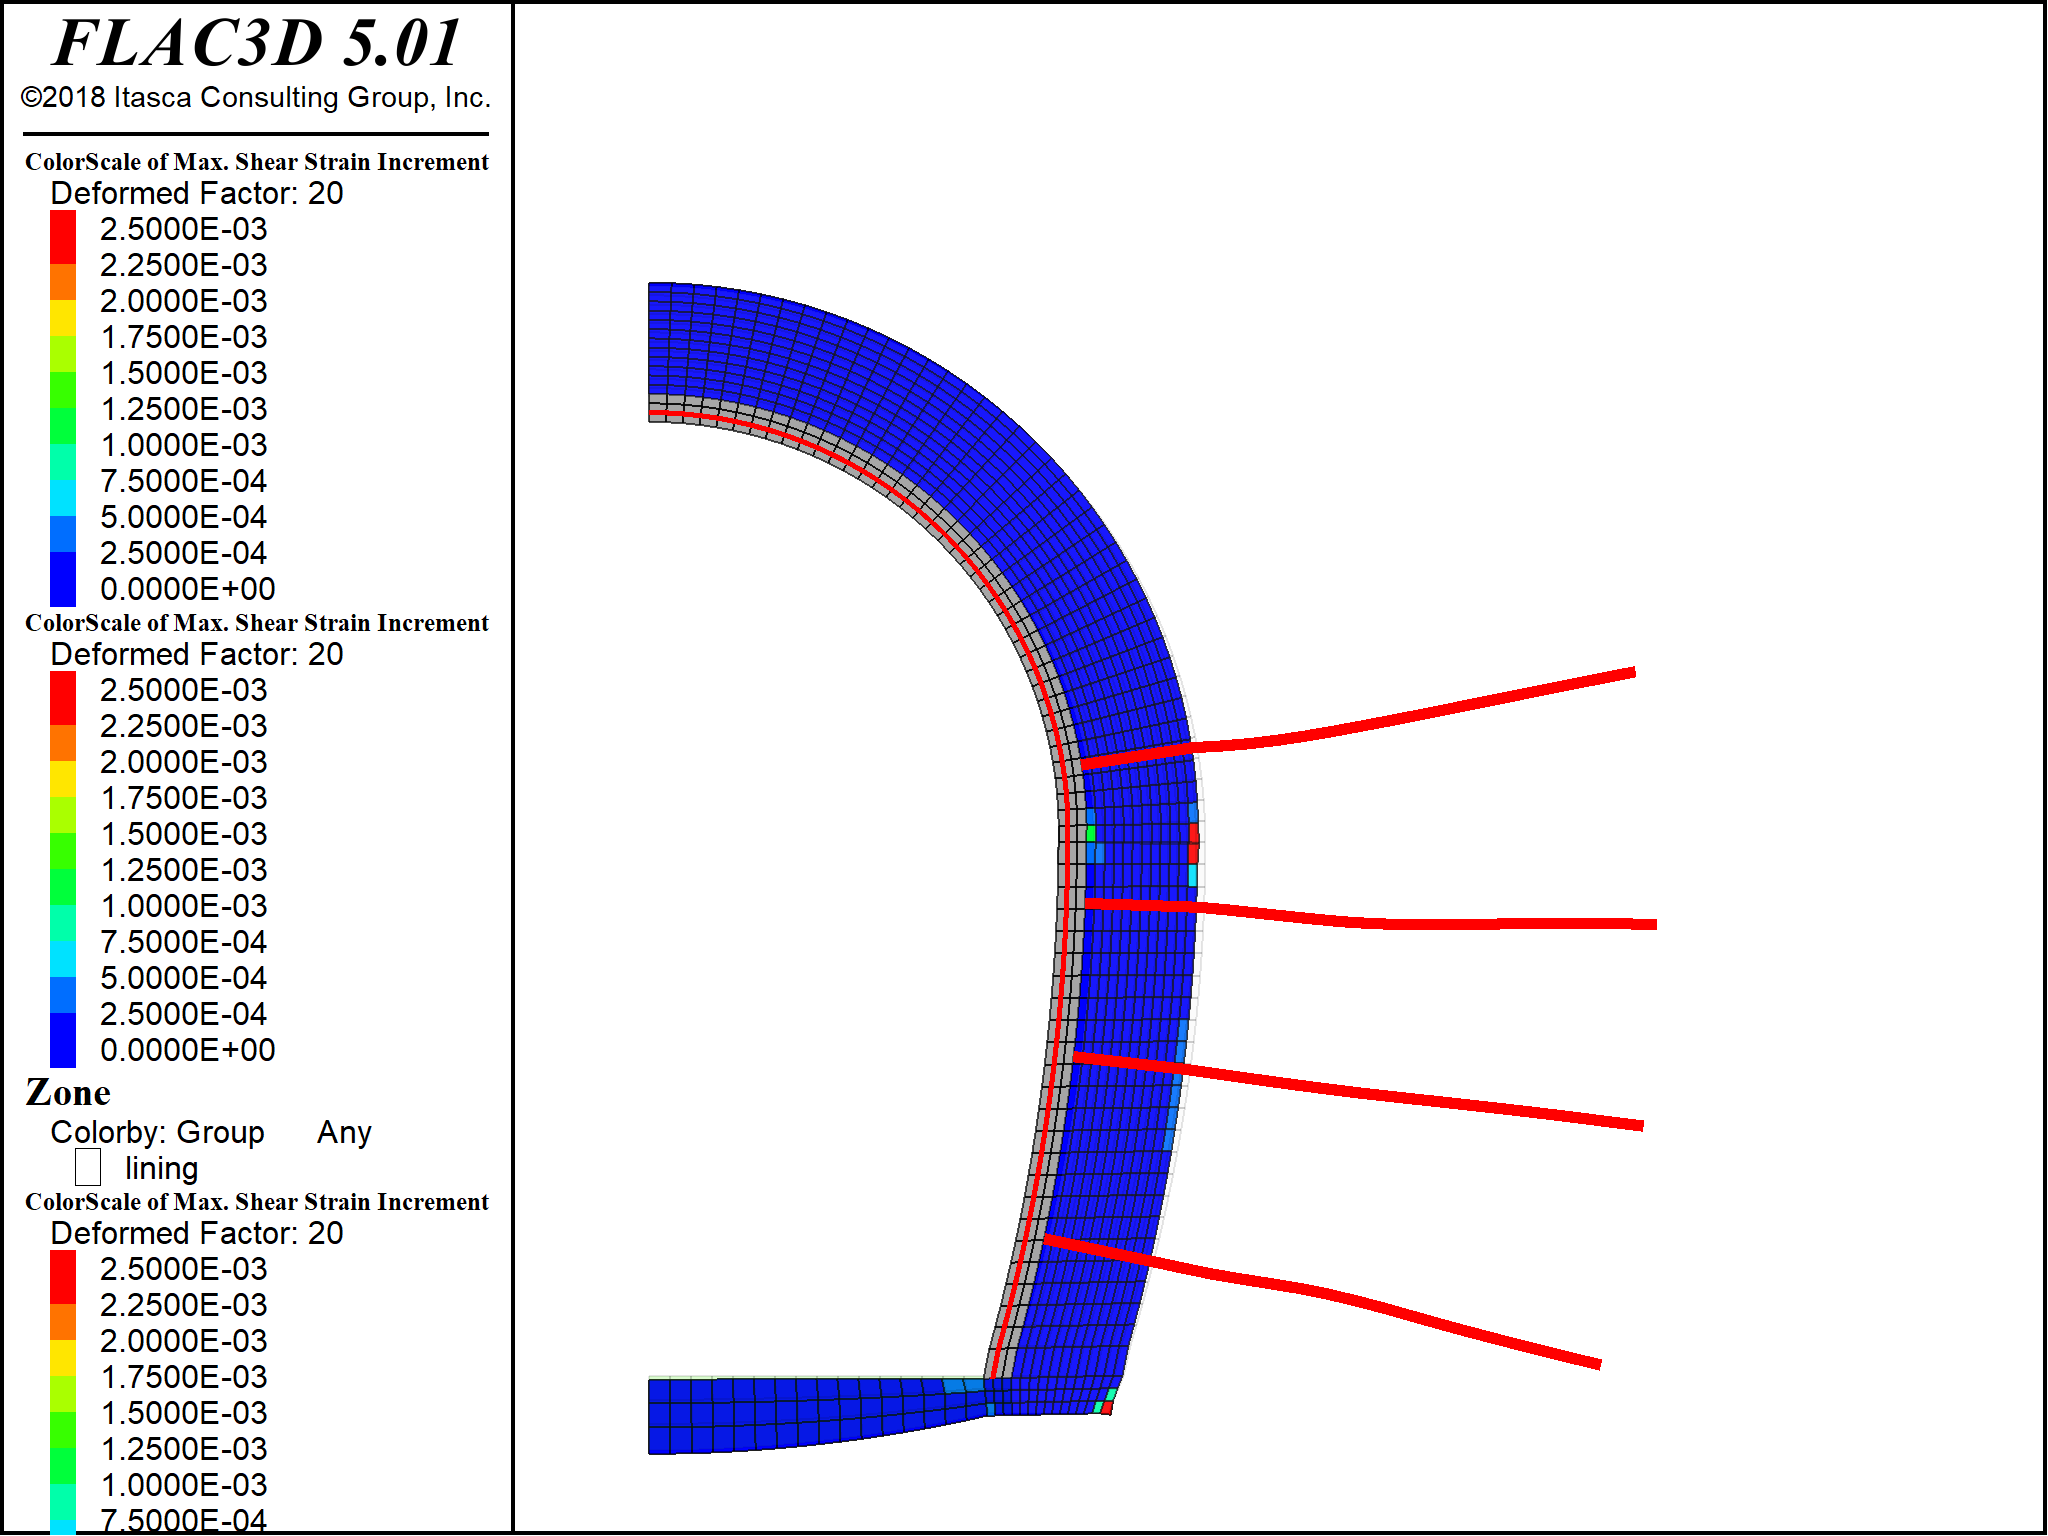 FLAC3D 5.01
©2018 Itasca Consulting Group, Inc.
ColorScale of Max. Shear Strain Increment
Deformed Factor: 20
2.5000E-03
2.2500E-03
2.0000E-03
1.7500E-03
1.5000E-03
1.2500E-03
1.0000E-03
7.5000E-04
5.0000E-04
2.5000E-04
0.0000E+00
ColorScale of Max. Shear Strain Increment
Deformed Factor: 20
2.5000E-03
2.2500E-03
2.0000E-03
1.7500E-03
1.5000E-03
1.2500E-03
1.0000E-03
7.5000E-04
5.0000E-04
2.5000E-04
0.0000E+00
Zone
Colorby: Group Any
lining
ColorScale of Max. Shear Strain Increment
Deformed Factor: 20
2.5000E-03
2.2500E-03
2.0000E-03
1.7500E-03
1.5000E-03
1.2500E-03
1.0000E-03
7.5000E-04